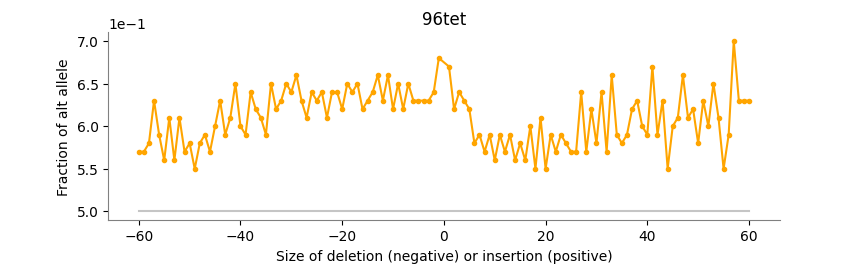 96tet
1e−1
7.0
6.5
6.0
5.5
5.0
Fraction of alt allele
−60 −40 −20 0 20 40 60
Size of deletion (negative) or insertion (positive)